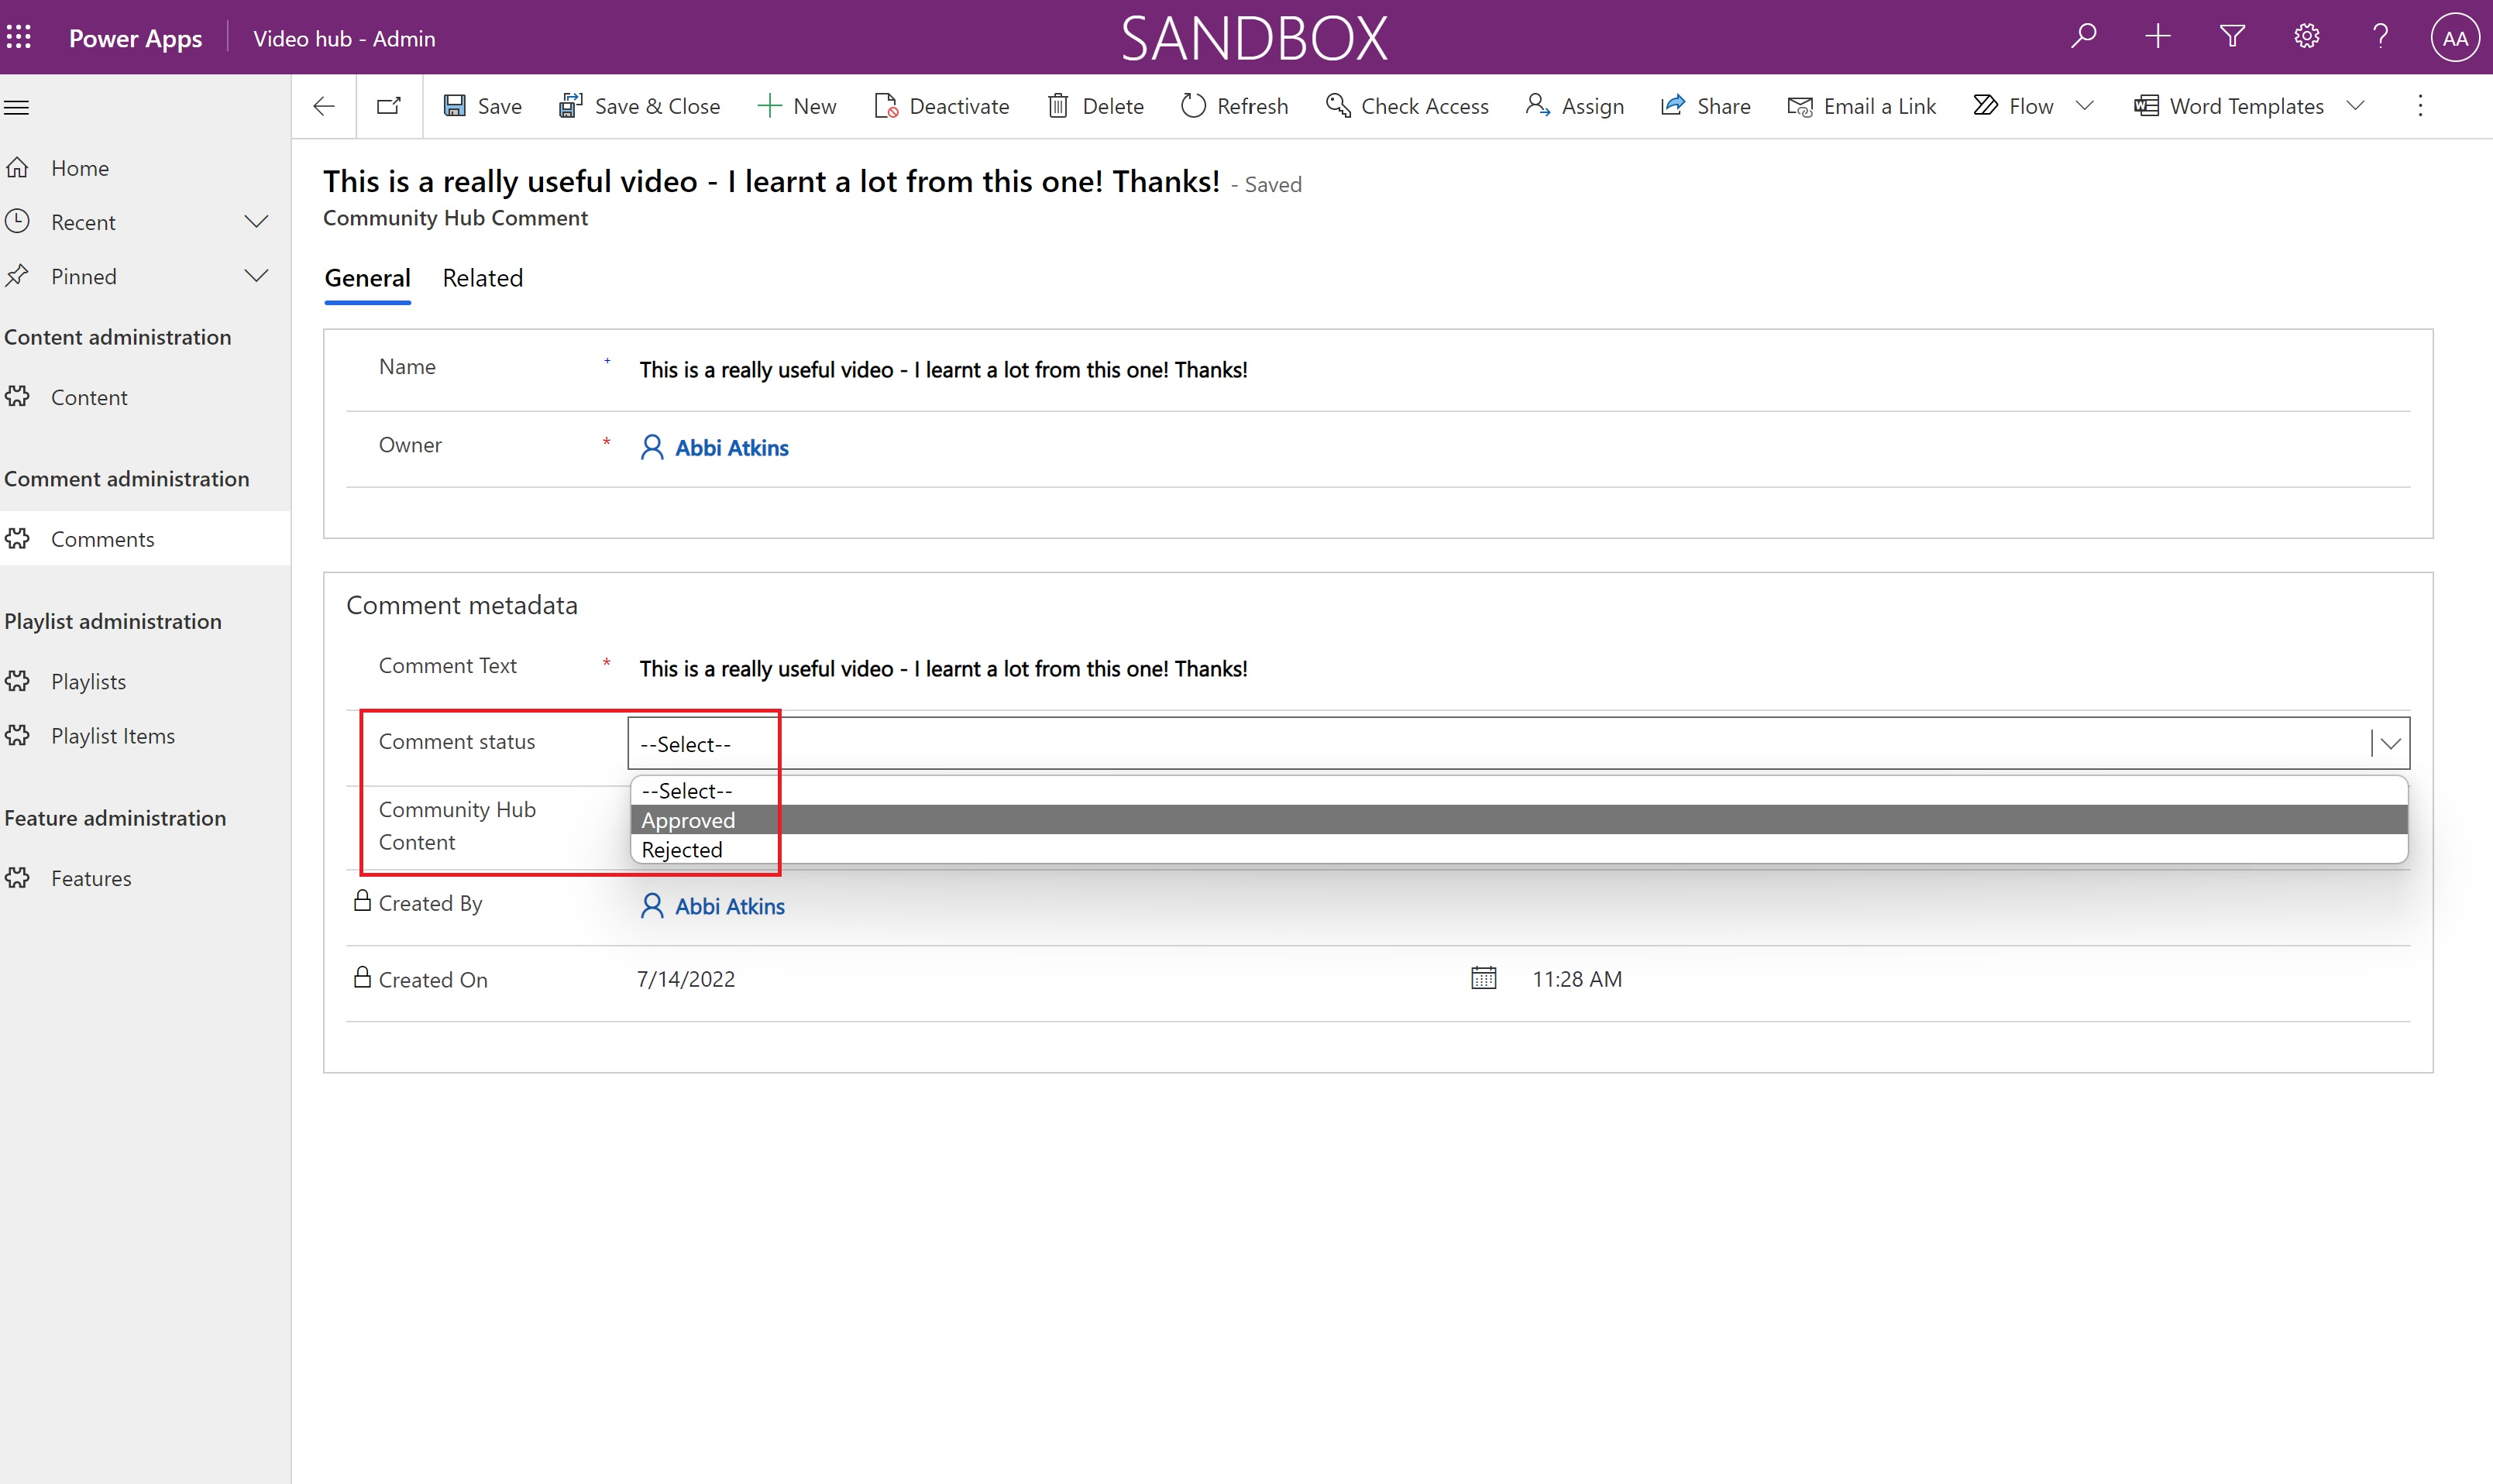 Power Apps
Video hub - Admin
SANDBOX
AA
Save
Save & Close
New
Deactivate
Delete
Refresh
Check Access
Assign
Share
Email a Link
Flow
Word Templates
Home
Recent
Pinned
Content administration
Content
Comment administration
Comments
Playlist administration
Playlists
Playlist Items
Feature administration
Features
This is a really useful video - I learnt a lot from this one! Thanks! - Saved
Community Hub Comment
General
Related
Name + This is a really useful video - I learnt a lot from this one! Thanks!
Owner * Abbi Atkins
Comment metadata
Comment Text * This is a really useful video - I learnt a lot from this one! Thanks!
Comment status --Select--
--Select--
Approved
Rejected
Community Hub
Content
Created By Abbi Atkins
Created On 7/14/2022 11:28 AM